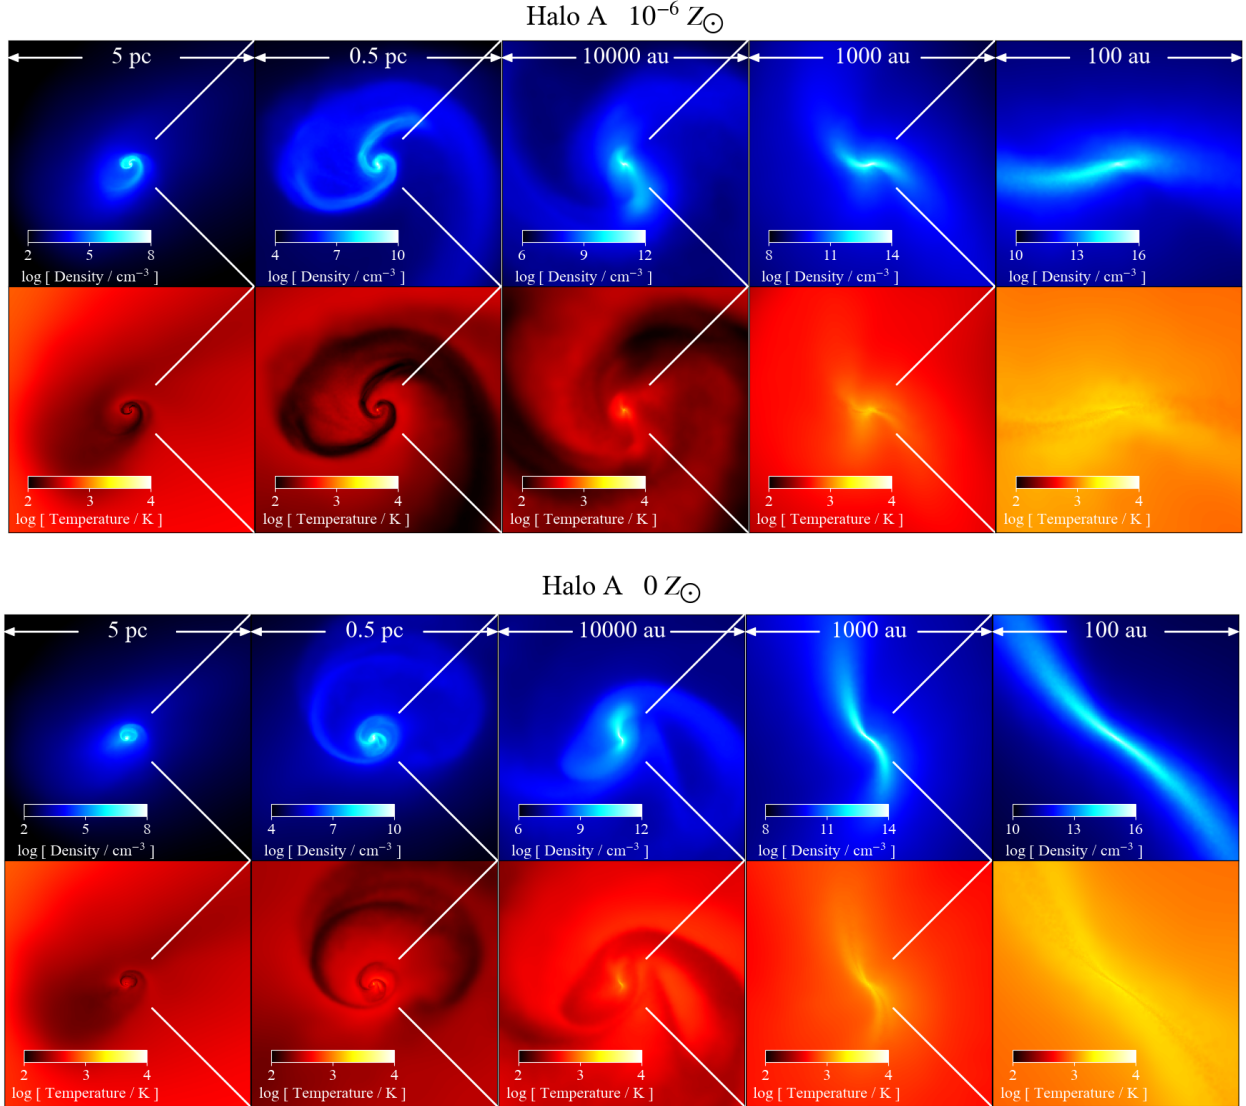 Halo A 10⁻⁶ Z☉
5 pc 0.5 pc 10000 au 1000 au 100 au
2 5 8 4 7 10 6 9 12 8 11 14 10 13 16
log [ Density / cm⁻³ ] log [ Density / cm⁻³ ] log [ Density / cm⁻³ ] log [ Density / cm⁻³ ] log [ Density / cm⁻³ ]
2 3 4 2 3 4 2 3 4 2 3 4 2 3 4
log [ Temperature / K ] log [ Temperature / K ] log [ Temperature / K ] log [ Temperature / K ] log [ Temperature / K ]
Halo A 0 Z☉
5 pc 0.5 pc 10000 au 1000 au 100 au
2 5 8 4 7 10 6 9 12 8 11 14 10 13 16
log [ Density / cm⁻³ ] log [ Density / cm⁻³ ] log [ Density / cm⁻³ ] log [ Density / cm⁻³ ] log [ Density / cm⁻³ ]
2 3 4 2 3 4 2 3 4 2 3 4 2 3 4
log [ Temperature / K ] log [ Temperature / K ] log [ Temperature / K ] log [ Temperature / K ] log [ Temperature / K ]